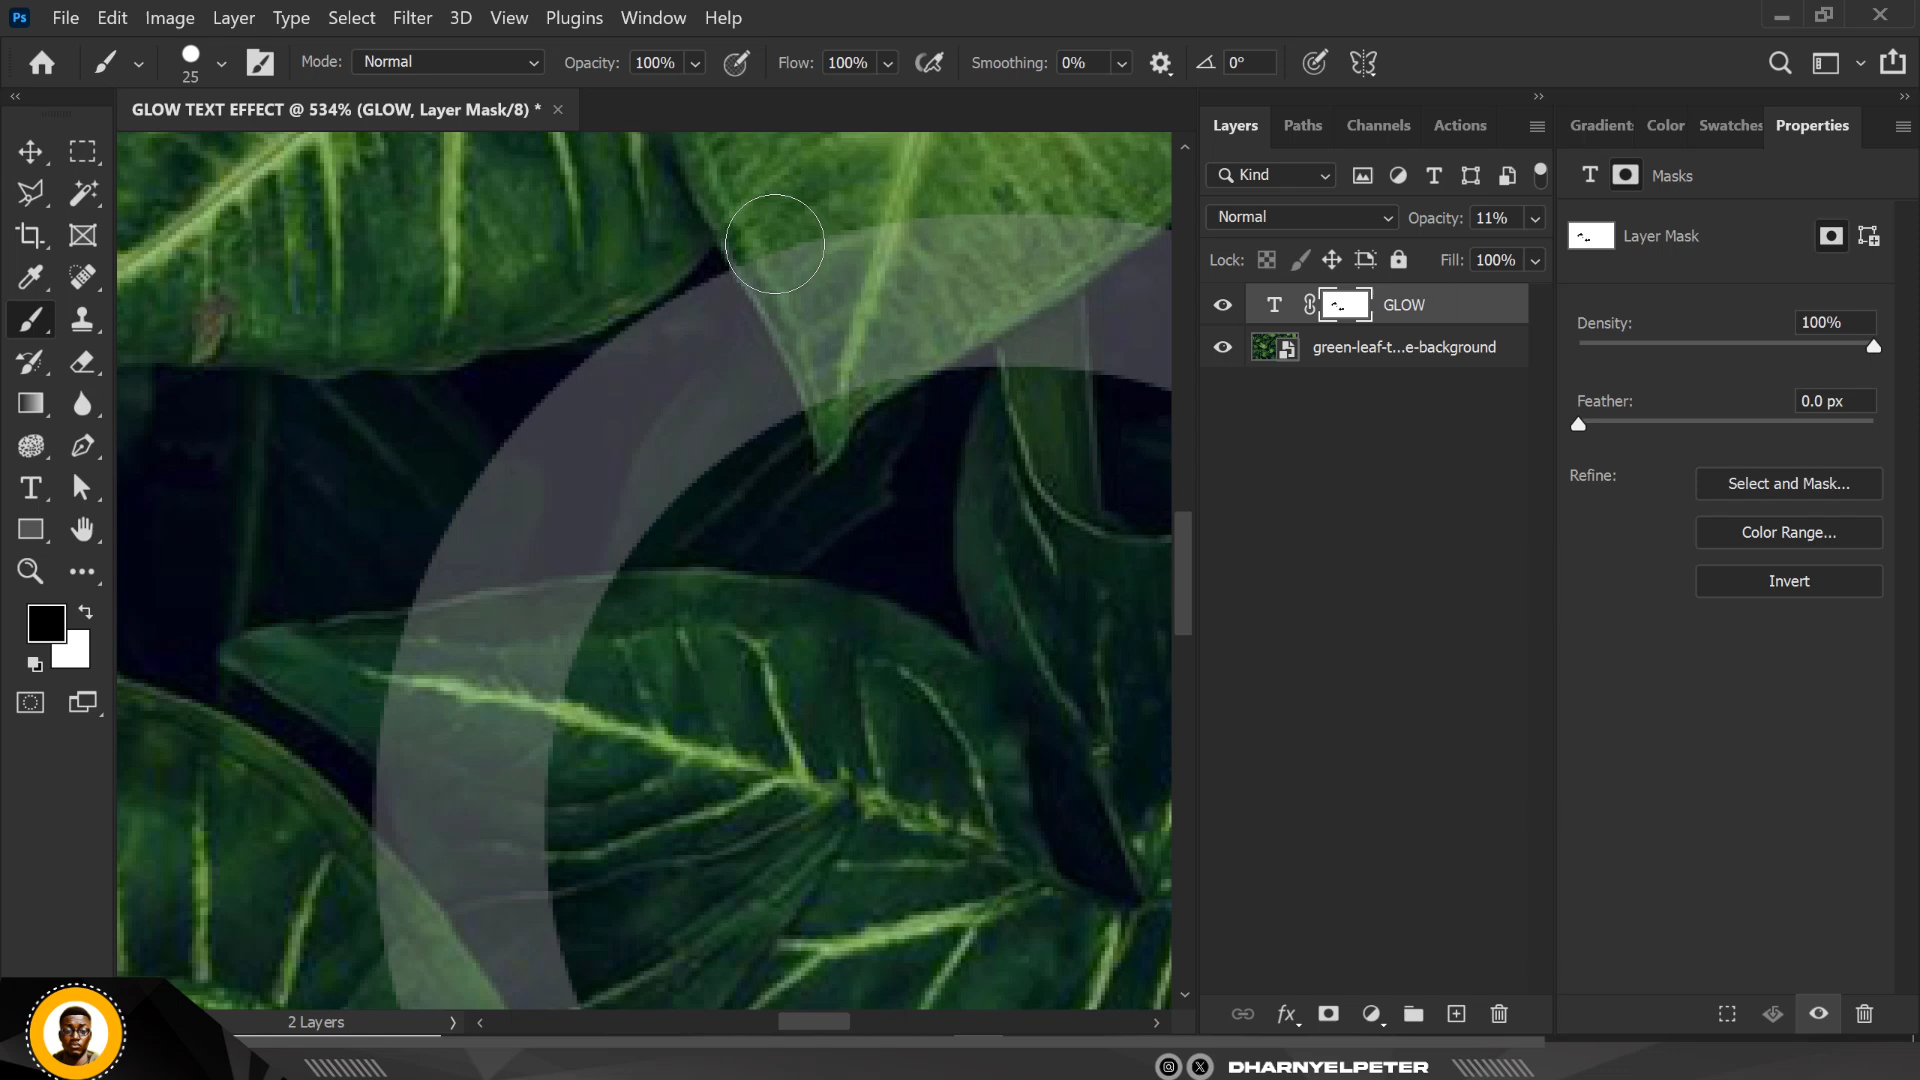 Ps File Edit Image Layer Type Select Filter 3D View Plugins Window Help
25 Mode: Normal Opacity: 100% Flow: 100% Smoothing: 0% 0°
GLOW TEXT EFFECT @ 534% (GLOW, Layer Mask/8) *
Layers Paths Channels Actions
Gradient Color Swatches Properties
Kind
T Masks
Normal Opacity: 11%
Layer Mask
Lock: Fill: 100%
T GLOW
green-leaf-t...e-background
Density: 100%
Feather: 0.0 px
Refine: Select and Mask...
Color Range...
Invert
2 Layers
fx
DHARNYELPETER